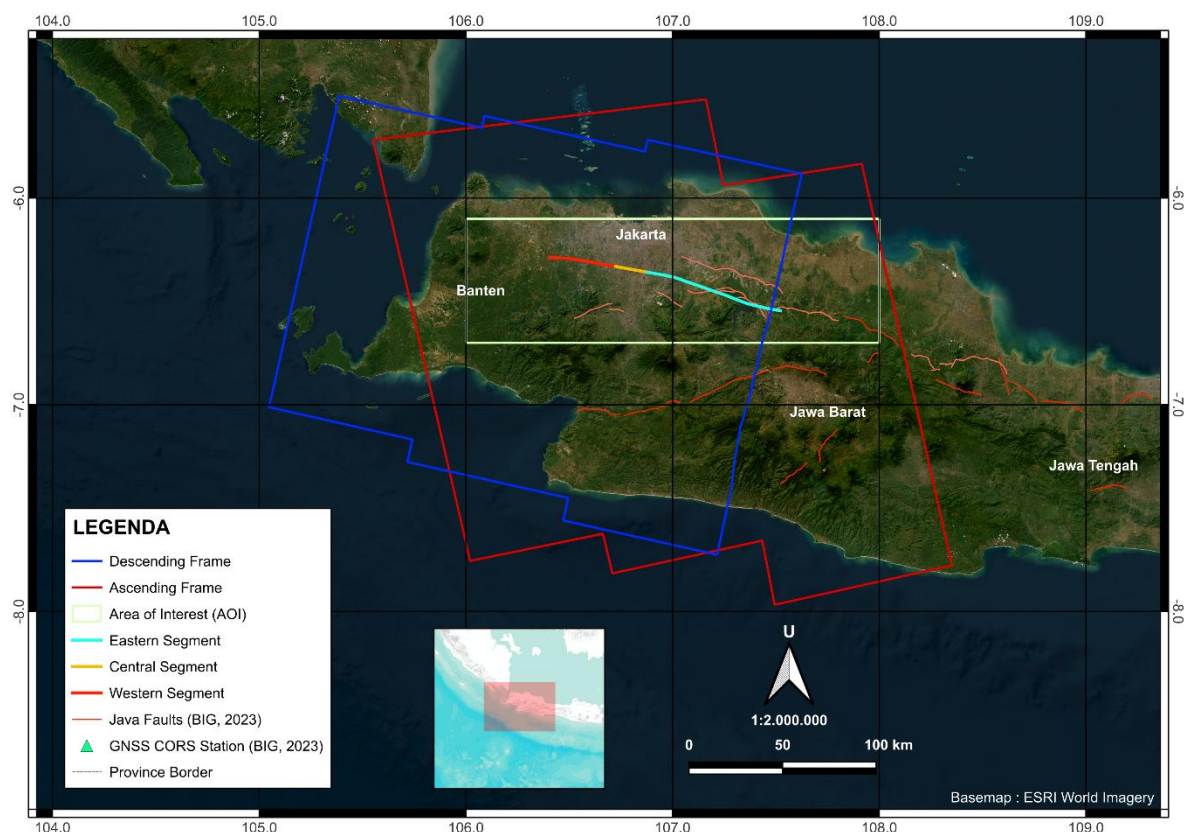 104.0 105.0 106.0 107.0 108.0 109.0
-6.0 -6.0
Jakarta
Banten
-7.0 -7.0
Jawa Barat
Jawa Tengah
LEGENDA
Descending Frame
Ascending Frame
Area of Interest (AOI)
Eastern Segment
Central Segment
Western Segment
Java Faults (BIG, 2023)
GNSS CORS Station (BIG, 2023)
Province Border
-8.0 -8.0
U
1:2.000.000
0 50 100 km
Basemap : ESRI World Imagery
104.0 105.0 106.0 107.0 108.0 109.0